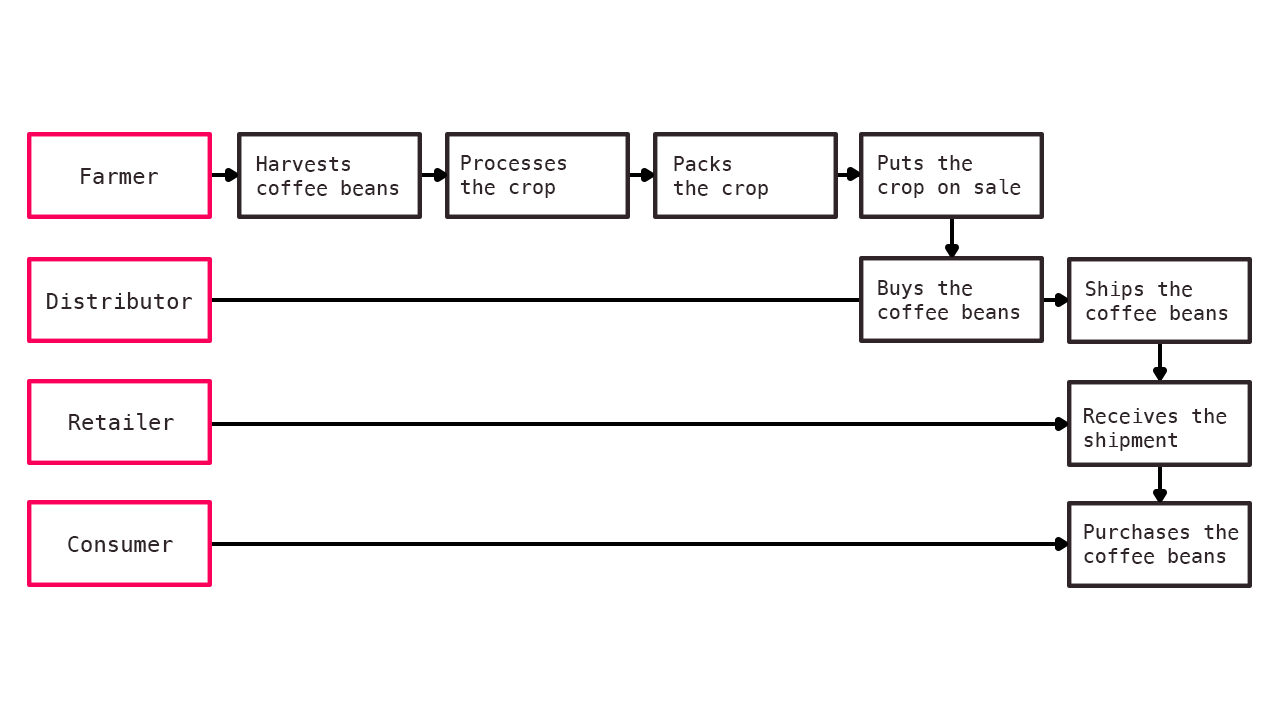 Farmer
Harvests
coffee beans
Processes
the crop
Packs
the crop
Puts the
crop on sale
Distributor
Buys the
coffee beans
Ships the
coffee beans
Retailer
Receives the
shipment
Consumer
Purchases the
coffee beans